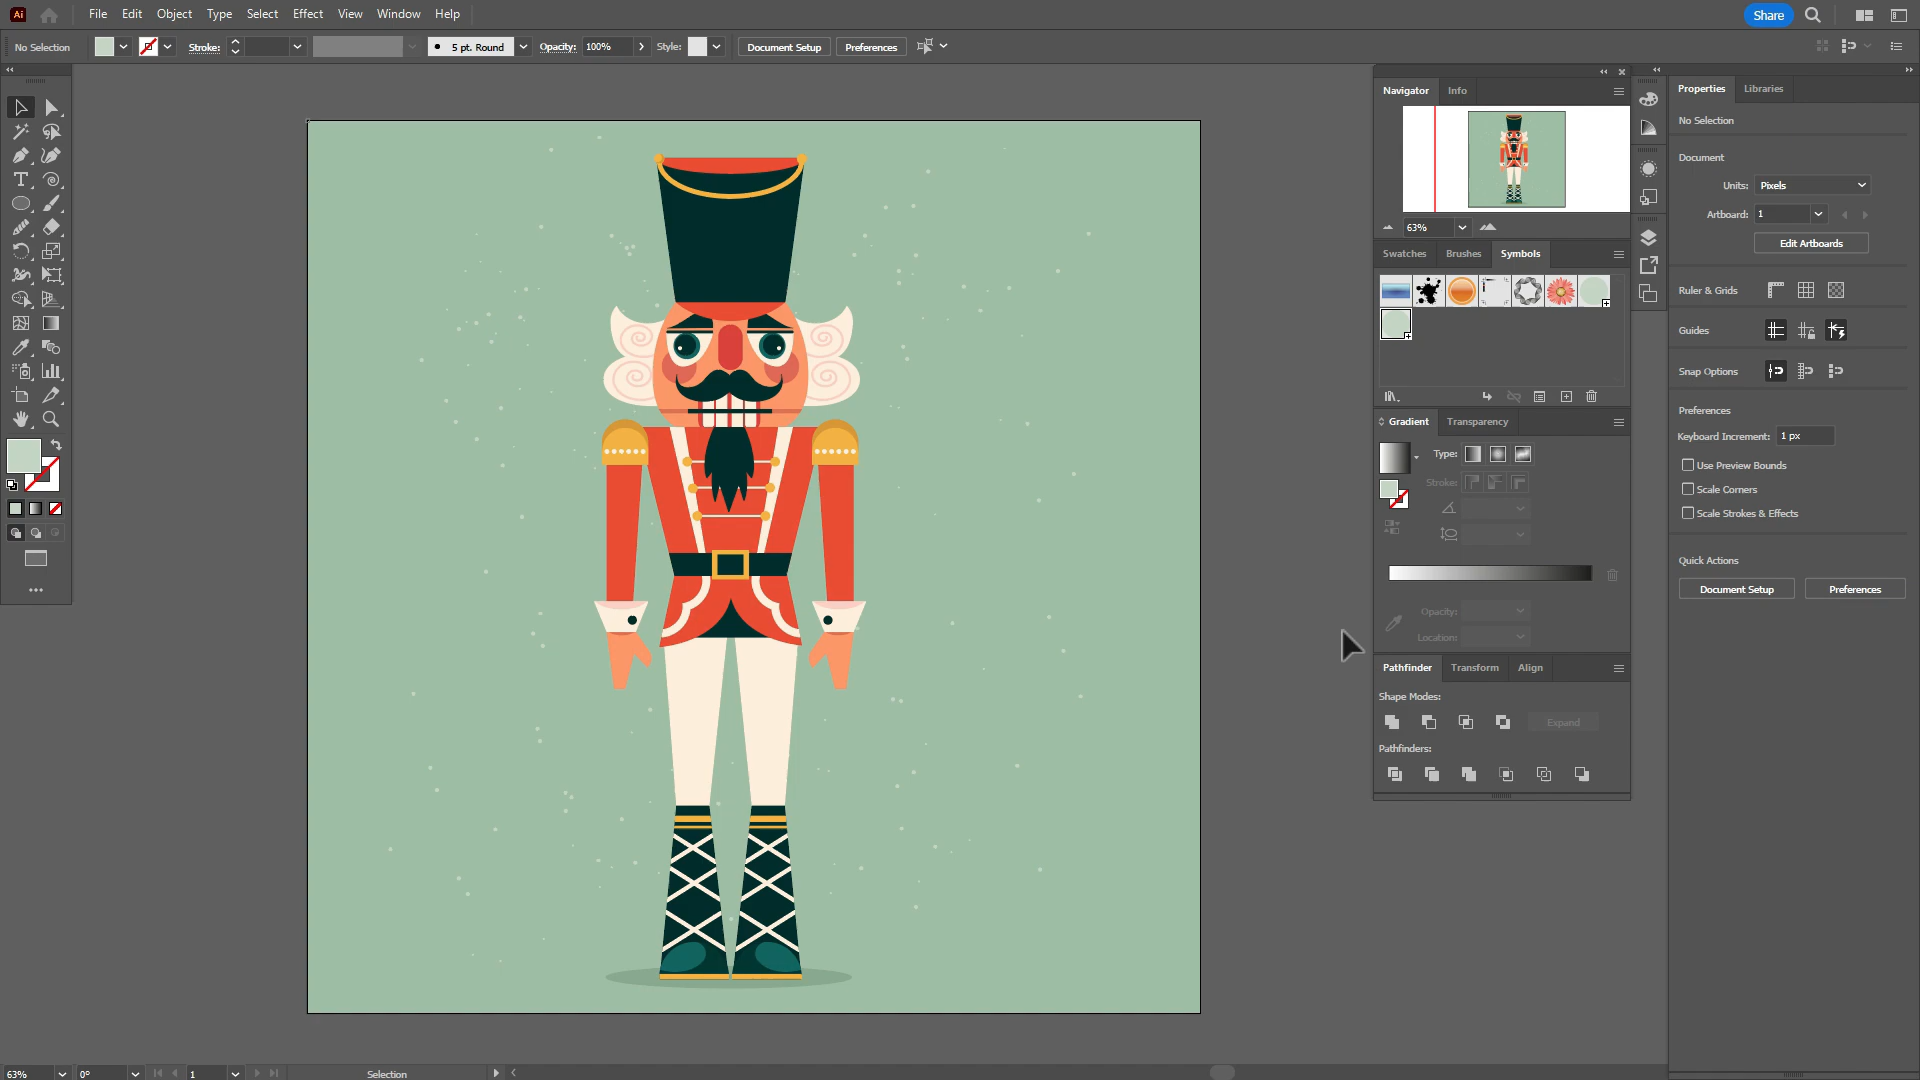 Ai File Edit Object Type Select Effect View Window Help Share
No Selection Stroke: 5 pt. Round Opacity: 100% Style: Document Setup Preferences
Navigator Info
63%
Swatches Brushes Symbols
Gradient Transparency
Type:
Stroke:
Opacity:
Location:
Pathfinder Transform Align
Shape Modes:
Expand
Pathfinders:
Properties Libraries
No Selection
Document
Units: Pixels
Artboard: 1
Edit Artboards
Ruler & Grids
Guides
Snap Options
Preferences
Keyboard Increment: 1 px
Use Preview Bounds
Scale Corners
Scale Strokes & Effects
Quick Actions
Document Setup Preferences
63% 0° 1 Selection